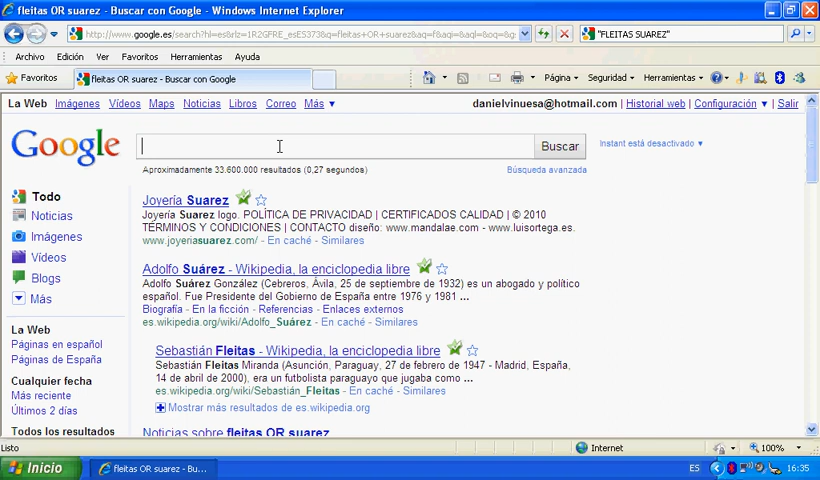 fleitas OR suarez - Buscar con Google - Windows Internet Explorer
http://www.google.es/search?hl=es&rlz=1R2GFRE_esES373&q=fleitas+OR+suarez&aq=f&aqi=&aql=&oq=&gs "FLEITAS SUAREZ"
Archivo Edición Ver Favoritos Herramientas Ayuda
Favoritos fleitas OR suarez - Buscar con Google Página Seguridad Herramientas
La Web Imágenes Vídeos Maps Noticias Libros Correo Más danielvinuesa@hotmail.com | Historial web | Configuración | Salir
Google Buscar Instant está desactivado
Aproximadamente 33.600.000 resultados (0,27 segundos) Búsqueda avanzada
Todo
Noticias
Imágenes
Vídeos
Blogs
Más
La Web
Páginas en español
Páginas de España
Cualquier fecha
Más reciente
Últimos 2 días
Todos los resultados
Joyería Suarez
Joyería Suarez logo. POLÍTICA DE PRIVACIDAD | CERTIFICADOS CALIDAD | © 2010
TÉRMINOS Y CONDICIONES | CONTACTO diseño: www.mandalae.com - www.luisortega.es.
www.joyeriasuarez.com/ - En caché - Similares
Adolfo Suárez - Wikipedia, la enciclopedia libre
Adolfo Suárez González (Cebreros, Ávila, 25 de septiembre de 1932) es un abogado y político
español. Fue Presidente del Gobierno de España entre 1976 y 1981 ...
Biografía - En la ficción - Referencias - Enlaces externos
es.wikipedia.org/wiki/Adolfo_Suárez - En caché - Similares
Sebastián Fleitas - Wikipedia, la enciclopedia libre
Sebastián Fleitas Miranda (Asunción, Paraguay, 27 de febrero de 1947 - Madrid, España,
14 de abril de 2000), era un futbolista paraguayo que jugaba como ...
es.wikipedia.org/wiki/Sebastián_Fleitas - En caché - Similares
Mostrar más resultados de es.wikipedia.org
Noticias sobre fleitas OR suarez
Listo Internet 100%
Inicio fleitas OR suarez - Bu... ES 16:35